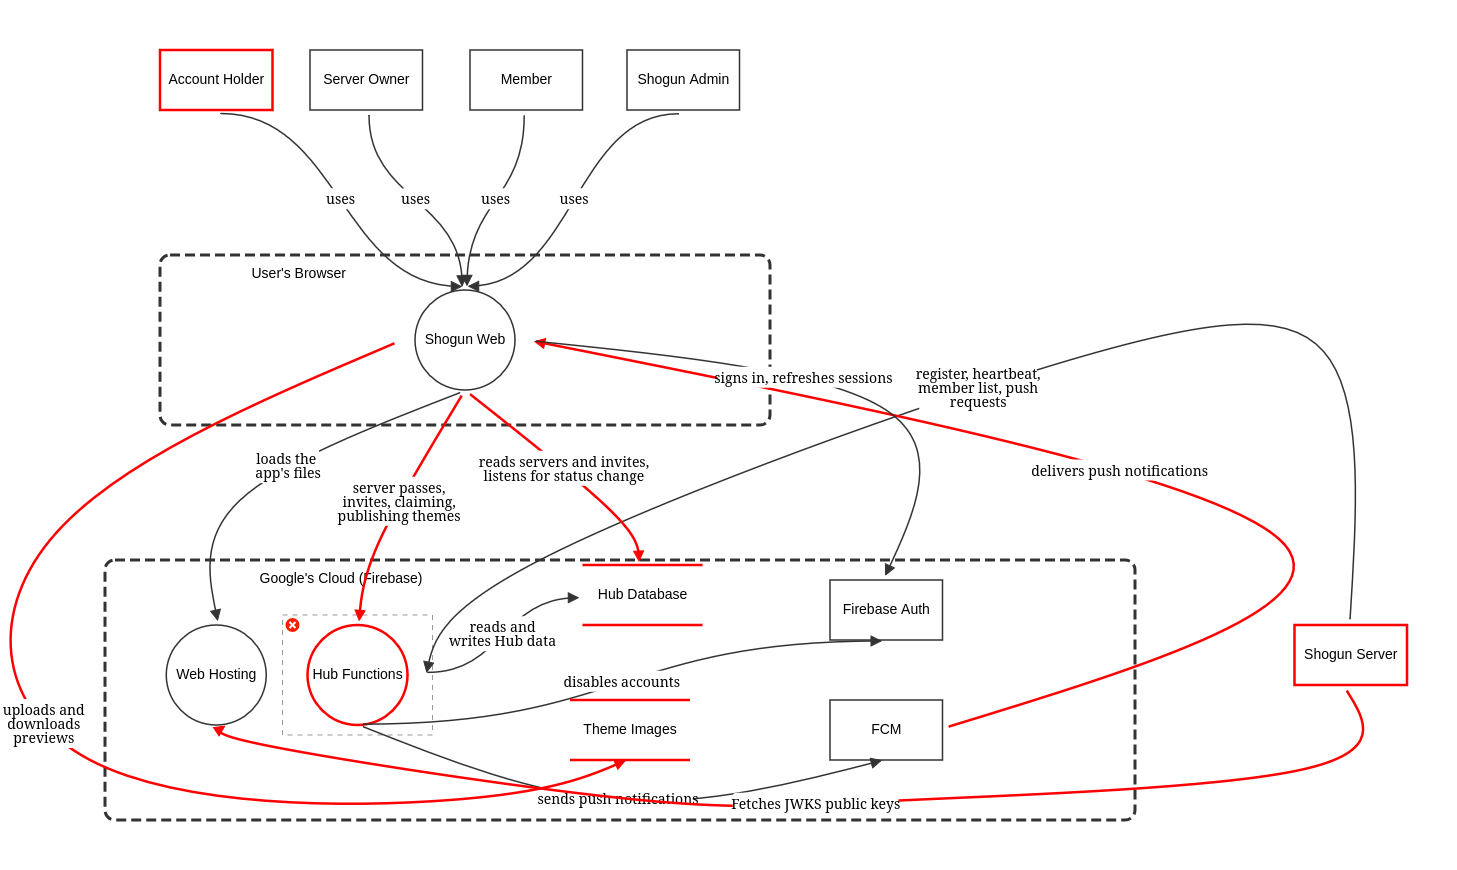 Account Holder
Server Owner
Member
Shogun Admin
uses
uses
uses
uses
User's Browser
Shogun Web
signs in, refreshes sessions
register, heartbeat,
member list, push
requests
loads the
app's files
server passes,
invites, claiming,
publishing themes
reads servers and invites,
listens for status change
delivers push notifications
Google's Cloud (Firebase)
Hub Database
Firebase Auth
reads and
writes Hub data
Web Hosting
Hub Functions
Shogun Server
disables accounts
uploads and
downloads
previews
Theme Images
FCM
sends push notifications
Fetches JWKS public keys